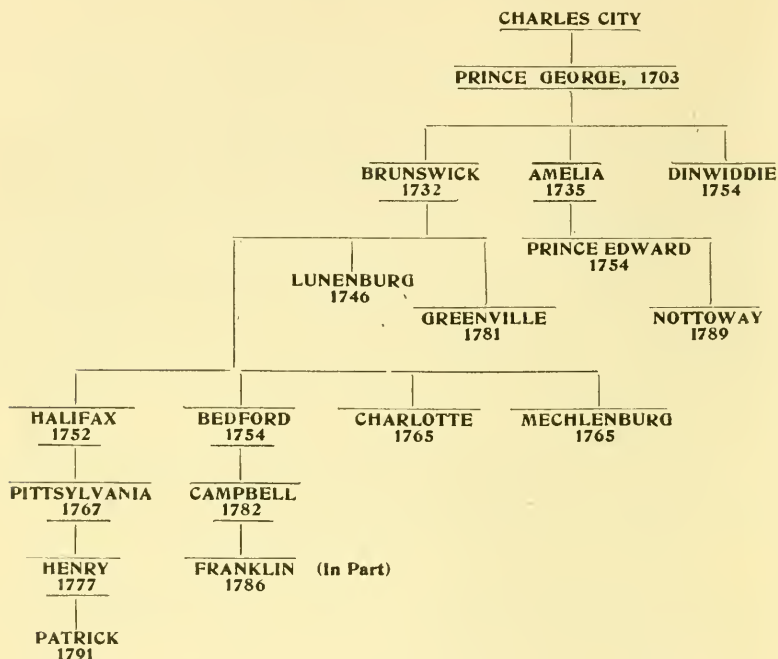 CHARLES CITY
PRINCE GEORGE, 1703
BRUNSWICK
1732
AMELIA
1735
DINWIDDIE
1754
PRINCE EDWARD
1754
LUNENBURG
1746
GREENVILLE
1781
NOTTOWAY
1789
HALIFAX
1752
BEDFORD
1754
CHARLOTTE
1765
MECHLENBURG
1765
PITTSYLVANIA
1767
CAMPBELL
1782
HENRY
1777
FRANKLIN (In Part)
1786
PATRICK
1791